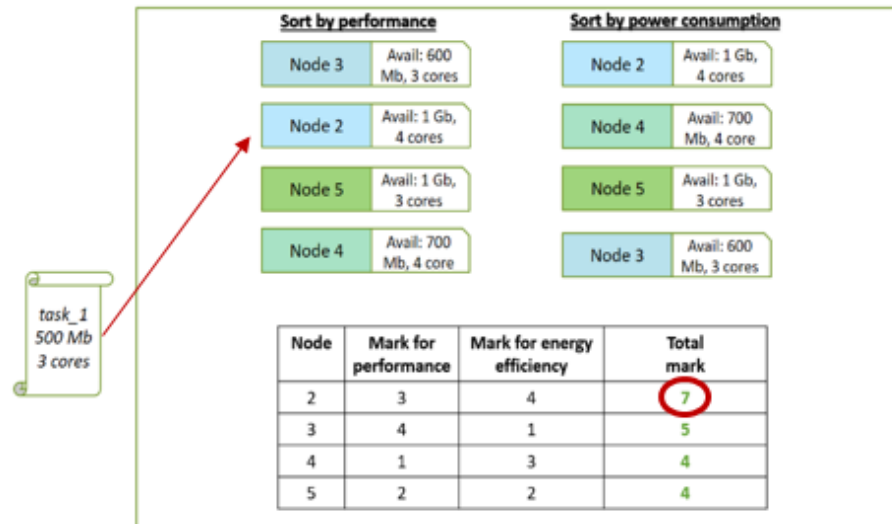 Sort by performance
Node 3
Avail: 600
Mb, 3 cores
Node 2
Avail: 1 Gb,
4 cores
Node 5
Avail: 1 Gb,
3 cores
Node 4
Avail: 700
Mb, 4 core
Sort by power consumption
Node 2
Avail: 1 Gb,
4 cores
Node 4
Avail: 700
Mb, 4 core
Node 5
Avail: 1 Gb,
3 cores
Node 3
Avail: 600
Mb, 3 cores
task_1
500 Mb
3 cores
Node Mark for Mark for energy Total
performance efficiency mark
2 3 4 7
3 4 1 5
4 1 3 4
5 2 2 4